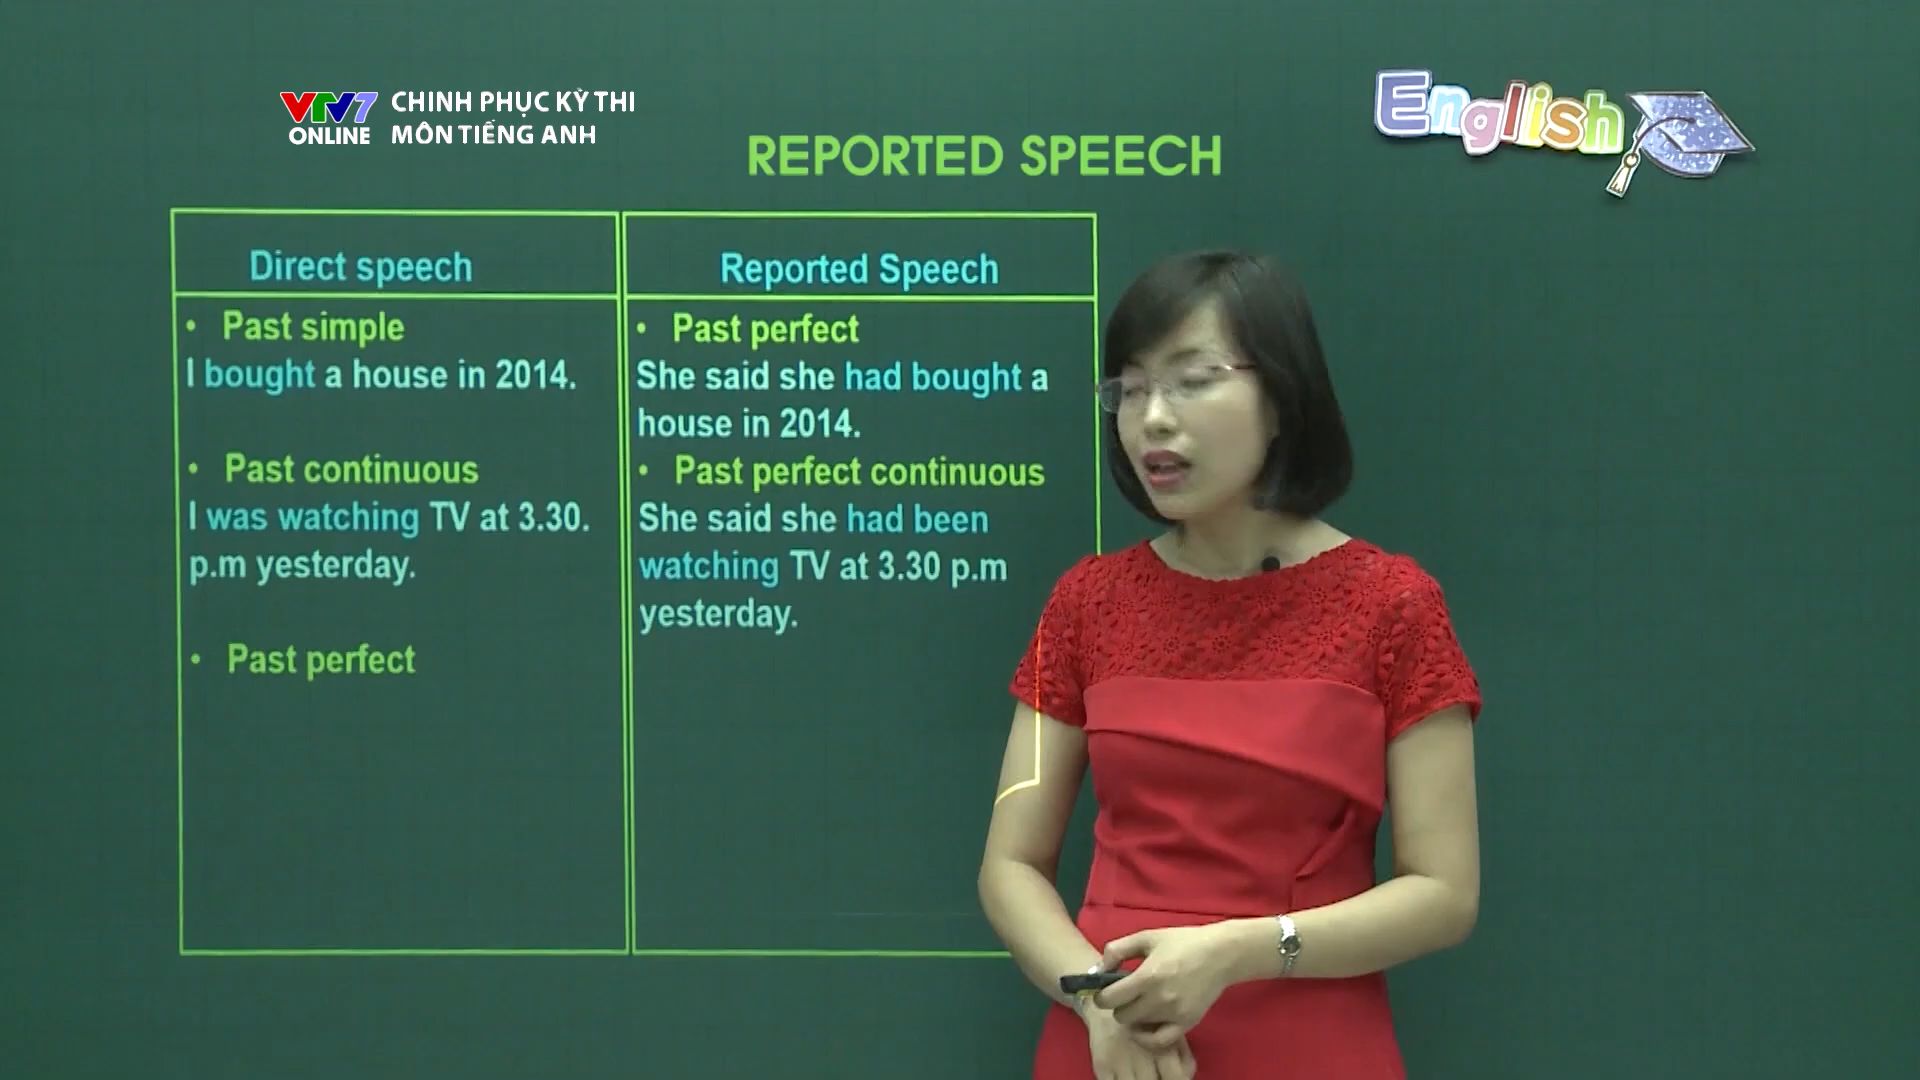 VTV7
ONLINE
CHINH PHỤC KỲ THI
MÔN TIẾNG ANH
English
REPORTED SPEECH
Direct speech
• Past simple
I bought a house in 2014.
• Past continuous
I was watching TV at 3.30.
p.m yesterday.
• Past perfect
Reported Speech
• Past perfect
She said she had bought a
house in 2014.
• Past perfect continuous
She said she had been
watching TV at 3.30 p.m
yesterday.